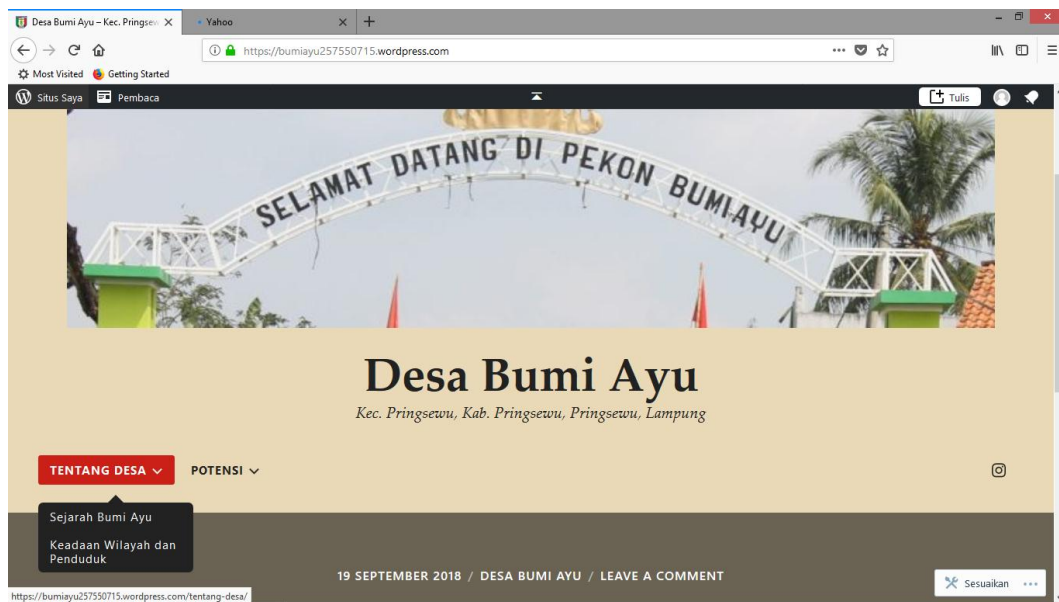 Desa Bumi Ayu – Kec. Pringsew
Yahoo
https://bumiayu257550715.wordpress.com
Most Visited
Getting Started
Situs Saya
Pembaca
Tulis
SELAMAT DATANG DI PEKON BUMIAYU
Desa Bumi Ayu
Kec. Pringsewu, Kab. Pringsewu, Pringsewu, Lampung
TENTANG DESA
POTENSI
Sejarah Bumi Ayu
Keadaan Wilayah dan
Penduduk
19 SEPTEMBER 2018 / DESA BUMI AYU / LEAVE A COMMENT
Sesuaikan
https://bumiayu257550715.wordpress.com/tentang-desa/